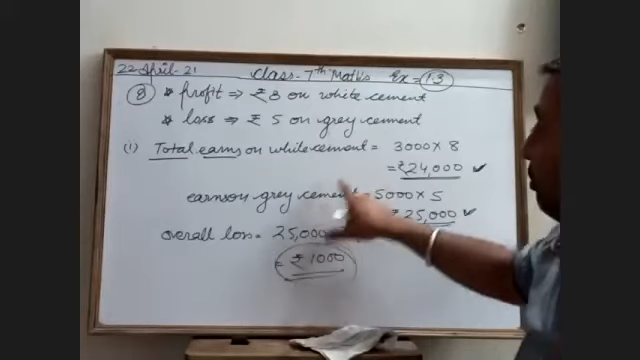 22 April-21 Class-7th Maths Ex=1.3
8 * Profit ⇒ ₹ 8 on white cement
* Loss ⇒ ₹ 5 on grey cement
(i) Total earns on white cement = 3000 × 8
= ₹24,000 ✓
earns on grey cement = 5000 × 5
₹ 25,000 ✓
overall loss = 25,000
= ₹ 1000